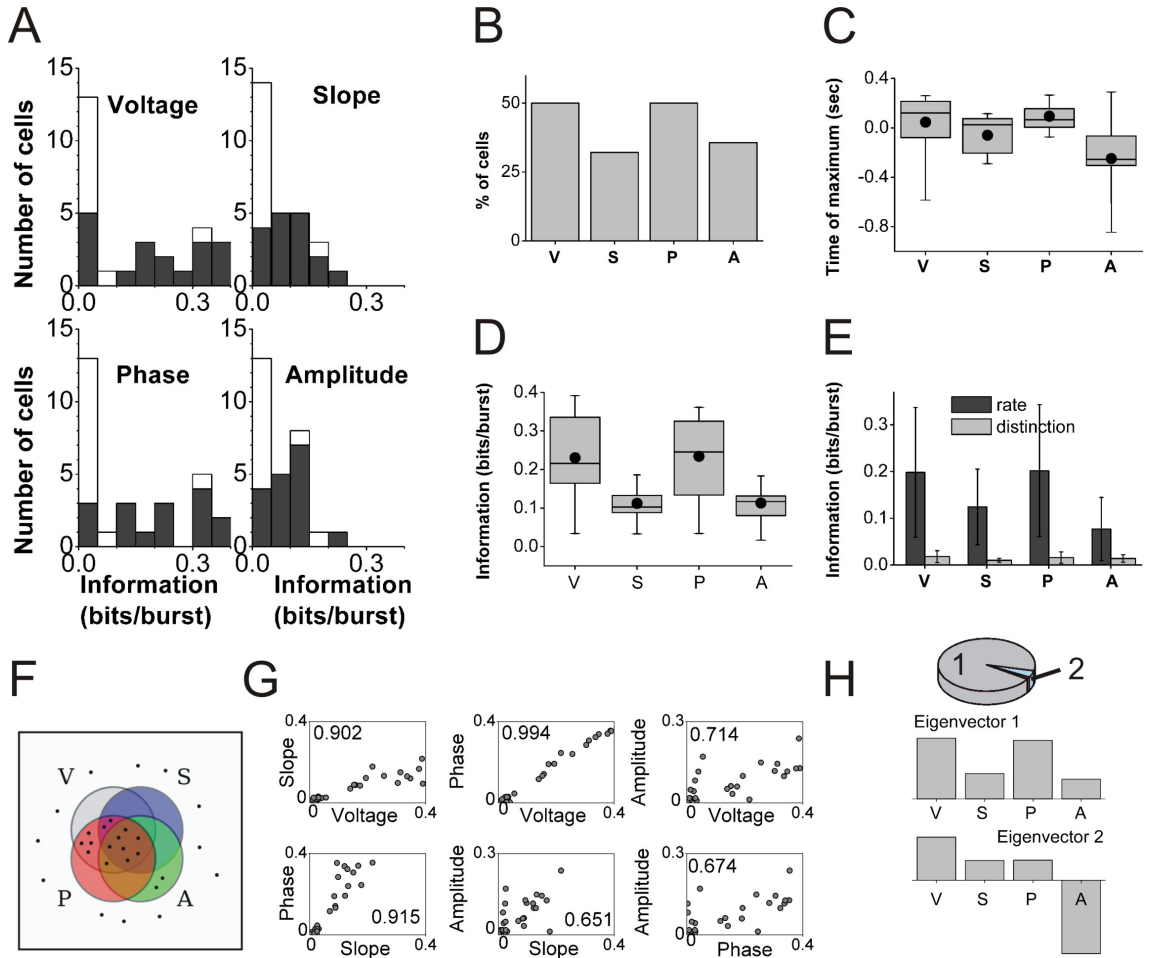 A
15
10
5
0
Number of cells
Voltage
0.0
0.3
15
10
5
0
Slope
0.0
0.3
15
10
5
0
Number of cells
Phase
0.0
0.3
Information
(bits/burst)
15
10
5
0
Amplitude
0.0
0.3
Information
(bits/burst)
B
50
25
0
% of cells
V S P A
C
0.4
0.0
-0.4
-0.8
Time of maximum (sec)
V S P A
D
0.4
0.3
0.2
0.1
0.0
Information (bits/burst)
V S P A
E
0.3
0.2
0.1
0.0
Information (bits/burst)
rate
distinction
V S P A
F
V S
P A
G
0.4
0.902
Slope
0
0 Voltage 0.4
0.4
0.994
Phase
0
0 Voltage 0.4
0.3
0.714
Amplitude
0
0 Voltage 0.4
0.4
Phase
0.915
0
0 Slope 0.4
0.3
Amplitude
0.651
0
0 Slope 0.4
0.3
0.674
Amplitude
0
0 Phase 0.4
H
1
2
Eigenvector 1
V S P A
Eigenvector 2
V S P A